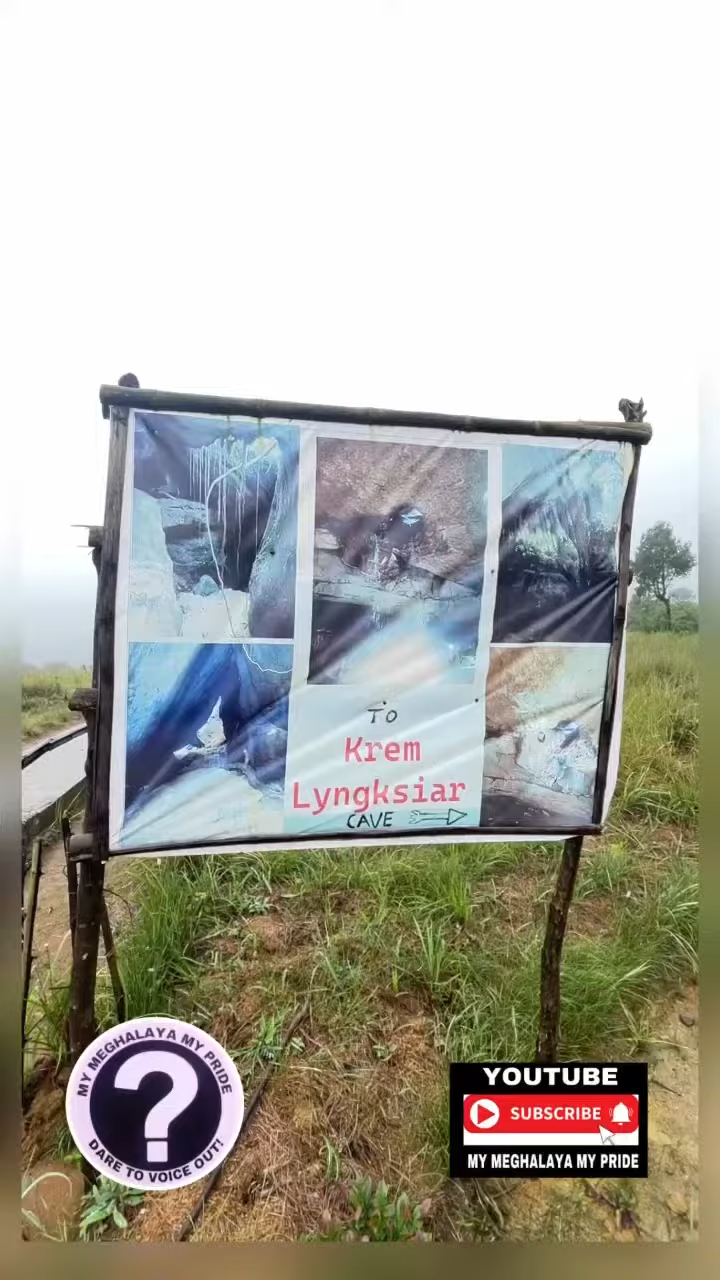 TO
Krem
Lyngksiar
CAVE
MY MEGHALAYA MY PRIDE
?
DARE TO VOICE OUT!
YOUTUBE
SUBSCRIBE
MY MEGHALAYA MY PRIDE